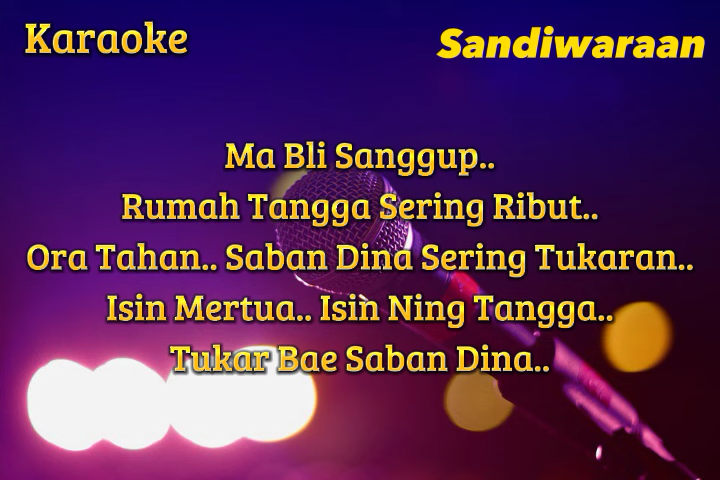 Karaoke
Sandiwaraan
Ma Bli Sanggup..
Rumah Tangga Sering Ribut..
Ora Tahan.. Saban Dina Sering Tukaran..
Isin Mertua.. Isin Ning Tangga..
Tukar Bae Saban Dina..